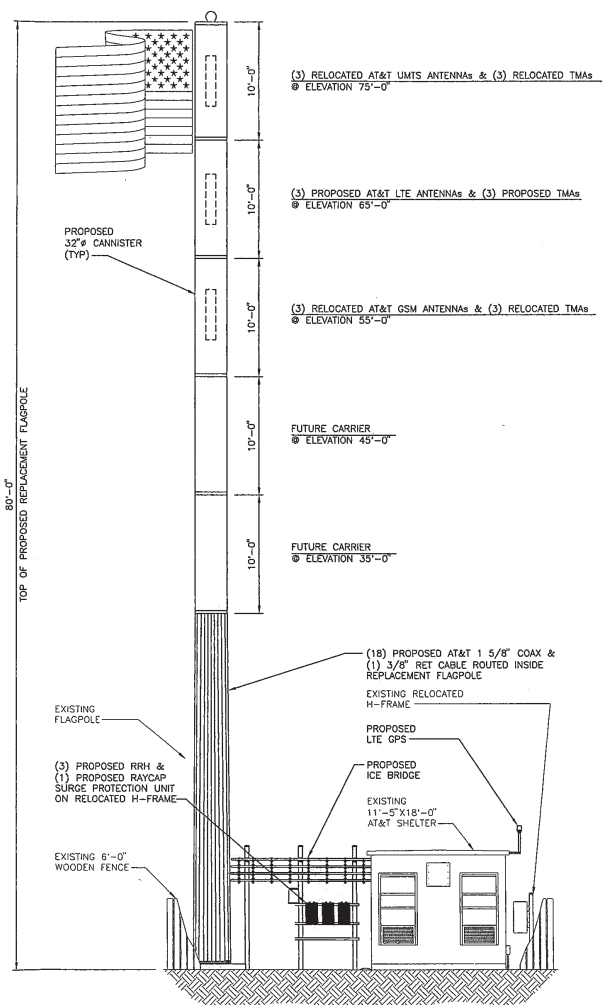 10'-0"
(3) RELOCATED AT&T UMTS ANTENNAs & (3) RELOCATED TMAs
@ ELEVATION 75'-0"
10'-0"
(3) PROPOSED AT&T LTE ANTENNAs & (3) PROPOSED TMAs
@ ELEVATION 65'-0"
PROPOSED
32"ø CANNISTER
(TYP)
10'-0"
(3) RELOCATED AT&T GSM ANTENNAs & (3) RELOCATED TMAs
@ ELEVATION 55'-0"
80'-0"
TOP OF PROPOSED REPLACEMENT FLAGPOLE
10'-0"
FUTURE CARRIER
@ ELEVATION 45'-0"
10'-0"
FUTURE CARRIER
@ ELEVATION 35'-0"
(18) PROPOSED AT&T 1 5/8" COAX &
(1) 3/8" RET CABLE ROUTED INSIDE
REPLACEMENT FLAGPOLE
EXISTING RELOCATED
H-FRAME
EXISTING
FLAGPOLE
PROPOSED
LTE GPS
(3) PROPOSED RRH &
(1) PROPOSED RAYCAP
SURGE PROTECTION UNIT
ON RELOCATED H-FRAME
PROPOSED
ICE BRIDGE
EXISTING
11'-5"X18'-0"
AT&T SHELTER
EXISTING 6'-0"
WOODEN FENCE